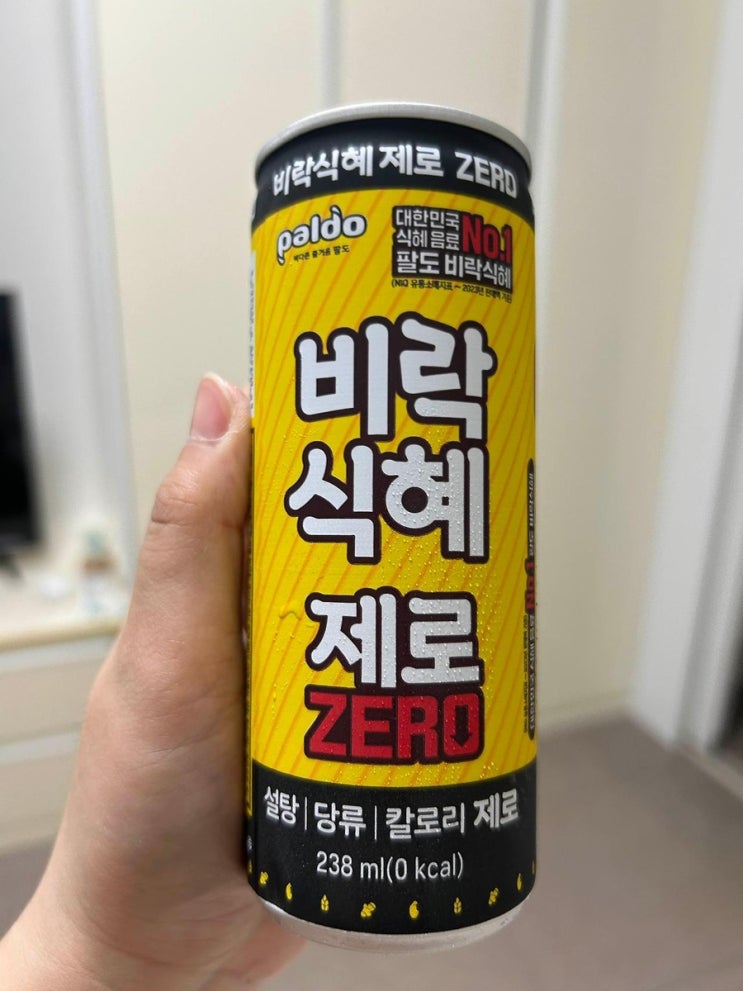 비락식혜 제로 ZERO
paldo
대한민국
식혜 음료 No.1
팔도 비락식혜
비락
식혜
제로
ZERO
설탕 | 당류 | 칼로리 제로
238 ml(0 kcal)